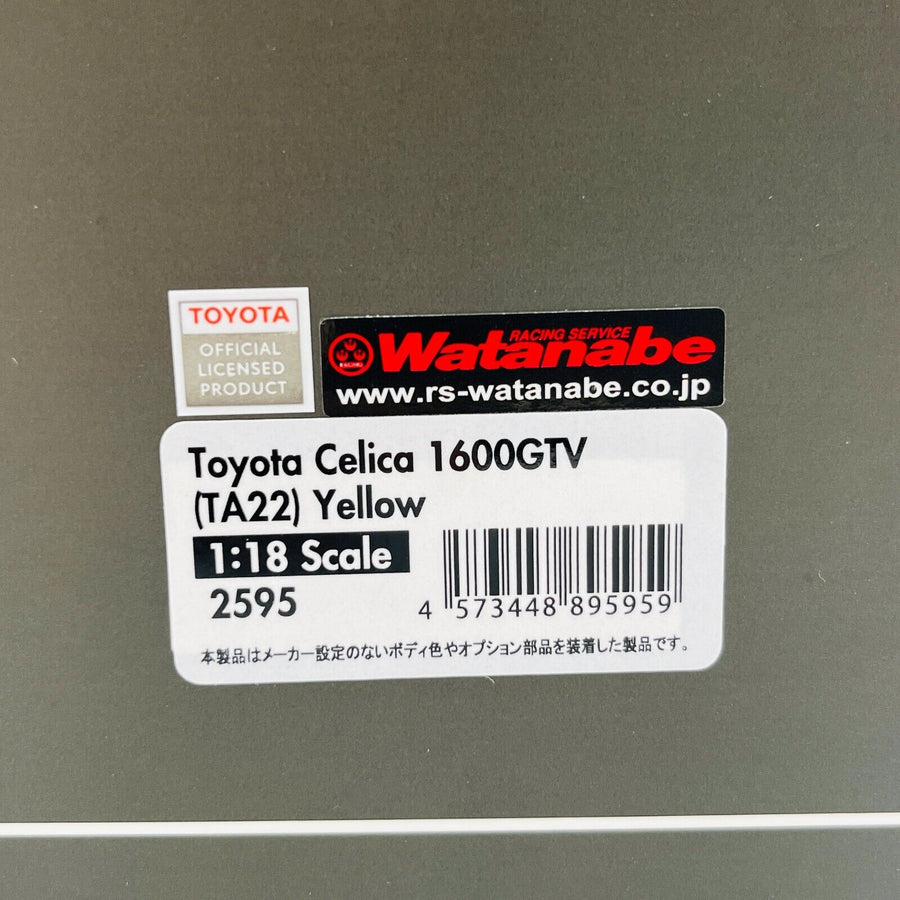 TOYOTA
OFFICIAL
LICENSED
PRODUCT
RACING SERVICE
Watanabe
www.rs-watanabe.co.jp
Toyota Celica 1600GTV
(TA22) Yellow
1:18 Scale
2595
4 573448 895959
本製品はメーカー設定のないボディ色やオプション部品を装着した製品です。